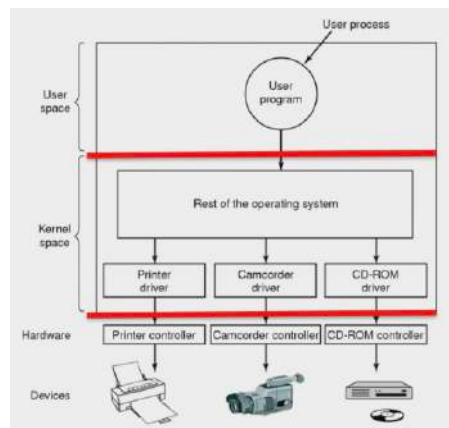 User process
User
space
User
program
Rest of the operating system
Kernel
space
Printer
driver
Camcorder
driver
CD-ROM
driver
Hardware
Printer controller
Camcorder controller
CD-ROM controller
Devices